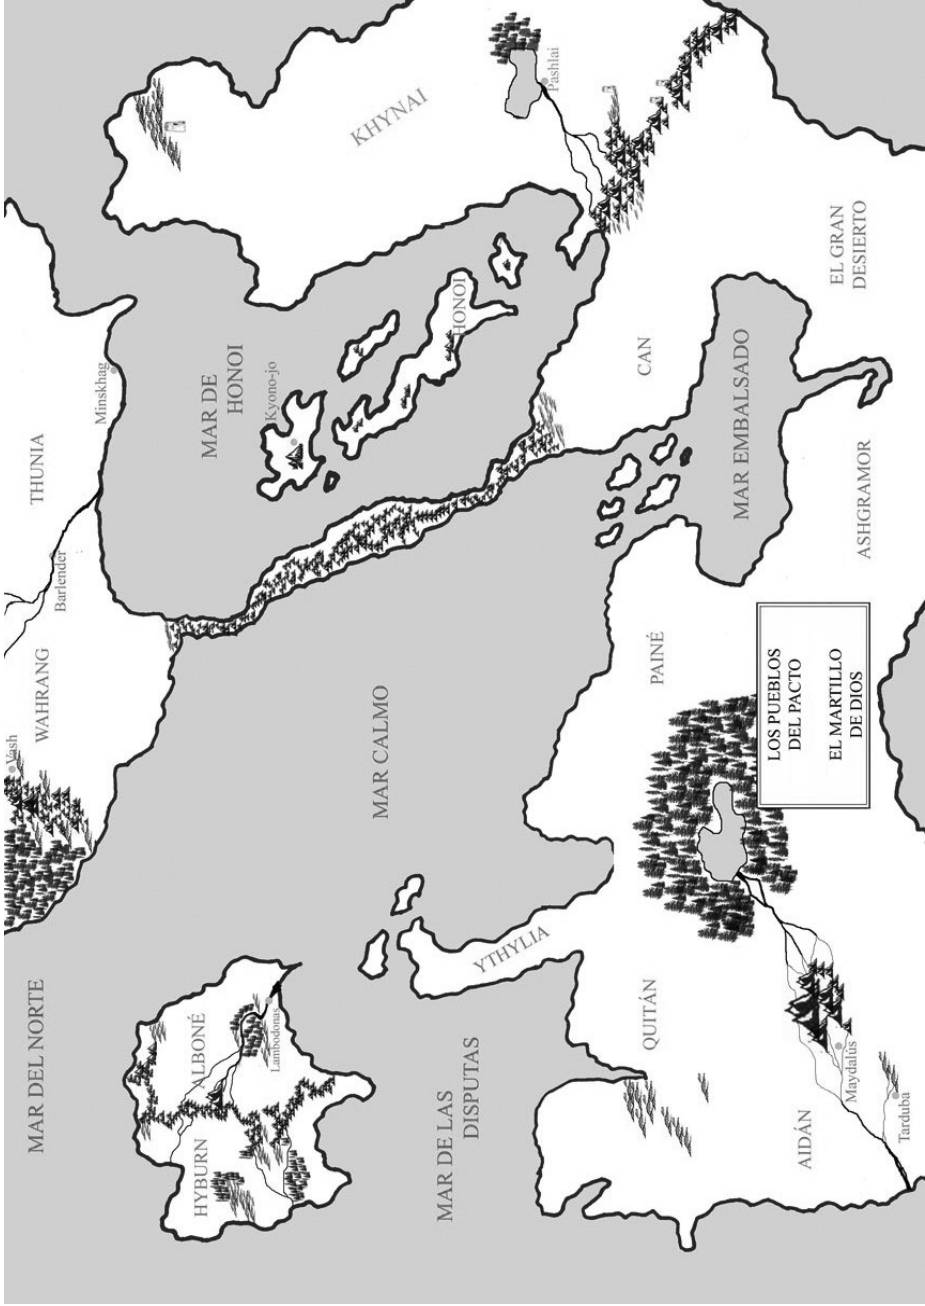 MAR DEL NORTE
Vash
WAHRANG
THUNIA
Barlender
Minskhag
HYBURN
ALBONÉ
Lambodonas
MAR DE
HONOI
Kyono-jo
KHYNAI
HONOI
MAR CALMO
MAR DE LAS
DISPUTAS
YTHYLIA
Pashlai
QUITÁN
PAINÉ
CAN
MAR EMBALSADO
LOS PUEBLOS
DEL PACTO
EL MARTILLO
DE DIOS
AIDÁN
Maydalús
Tarduba
ASHGRAMOR
EL GRAN
DESIERTO